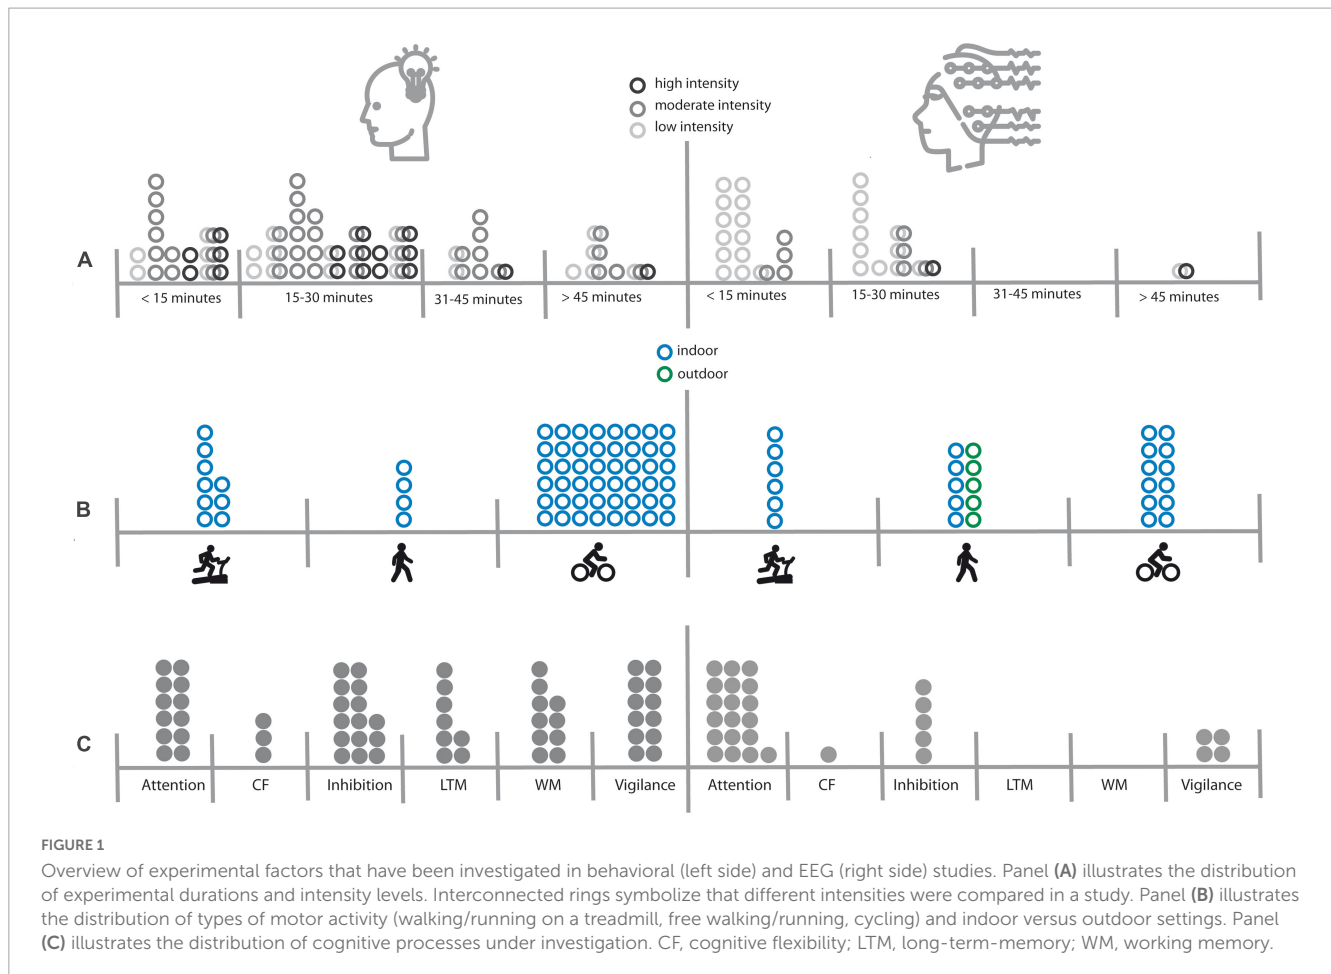 high intensity
moderate intensity
low intensity
A
< 15 minutes
15-30 minutes
31-45 minutes
> 45 minutes
< 15 minutes
15-30 minutes
31-45 minutes
> 45 minutes
indoor
outdoor
B
C
Attention
CF
Inhibition
LTM
WM
Vigilance
Attention
CF
Inhibition
LTM
WM
Vigilance
FIGURE 1
Overview of experimental factors that have been investigated in behavioral (left side) and EEG (right side) studies. Panel (A) illustrates the distribution
of experimental durations and intensity levels. Interconnected rings symbolize that different intensities were compared in a study. Panel (B) illustrates
the distribution of types of motor activity (walking/running on a treadmill, free walking/running, cycling) and indoor versus outdoor settings. Panel
(C) illustrates the distribution of cognitive processes under investigation. CF, cognitive flexibility; LTM, long-term-memory; WM, working memory.